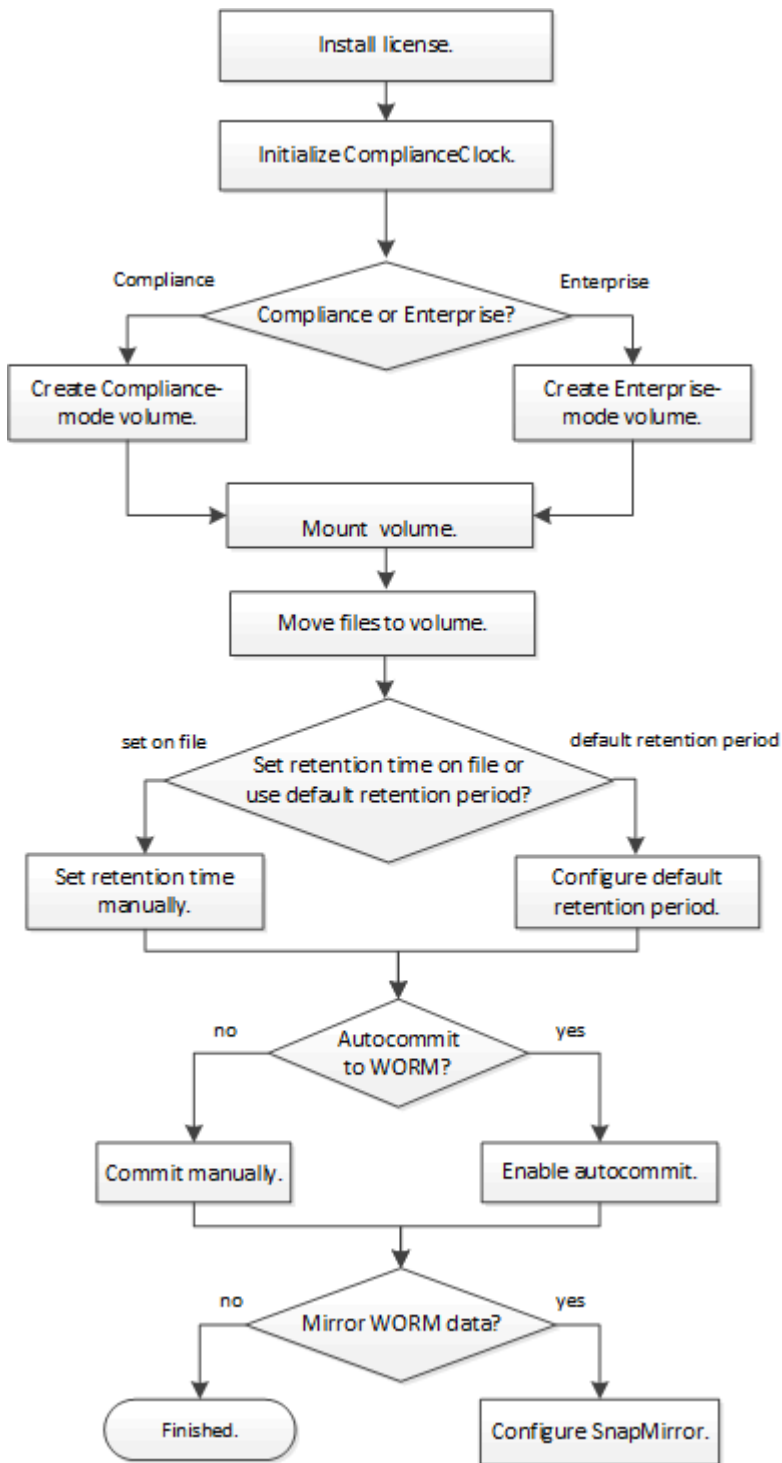 Install license.
Initialize ComplianceClock.
Compliance
Enterprise
Compliance or Enterprise?
Create Compliance-
mode volume.
Create Enterprise-
mode volume.
Mount volume.
Move files to volume.
set on file
default retention period
Set retention time on file or
use default retention period?
Set retention time
manually.
Configure default
retention period.
no
yes
Autocommit
to WORM?
Commit manually.
Enable autocommit.
no
yes
Mirror WORM data?
Finished.
Configure SnapMirror.